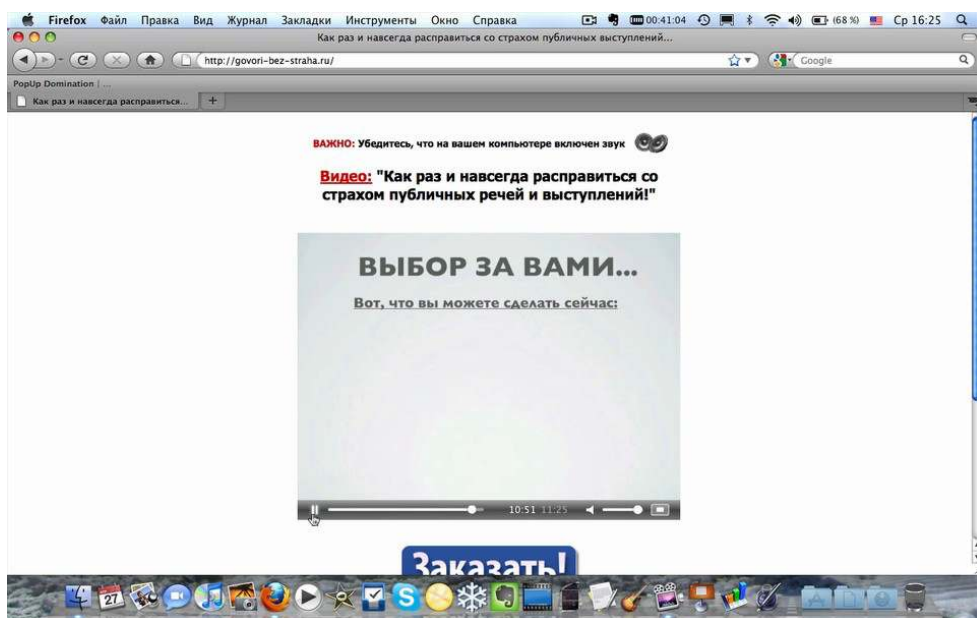 Firefox Файл Правка Вид Журнал Закладки Инструменты Окно Справка 00:41:04 (68 %) Ср 16:25
Как раз и навсегда расправиться со страхом публичных выступлений...
http://govori-bez-straha.ru/ Google
PopUp Domination | ...
Как раз и навсегда расправиться... +
ВАЖНО: Убедитесь, что на вашем компьютере включен звук
Видео: "Как раз и навсегда расправиться со
страхом публичных речей и выступлений!"
ВЫБОР ЗА ВАМИ...
Вот, что вы можете сделать сейчас:
10:51 11:25
Заказать!
27